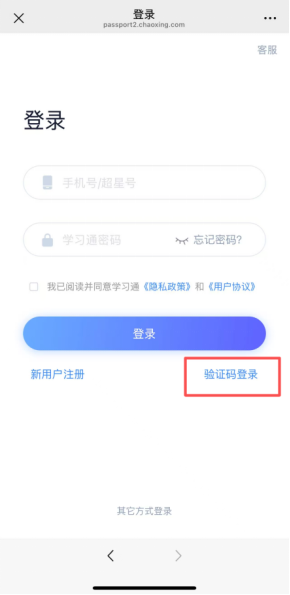 登录
passport2.chaoxing.com
客服
登录
手机号/超星号
学习通密码 忘记密码?
我已阅读并同意学习通《隐私政策》和《用户协议》
登录
新用户注册 验证码登录
其它方式登录